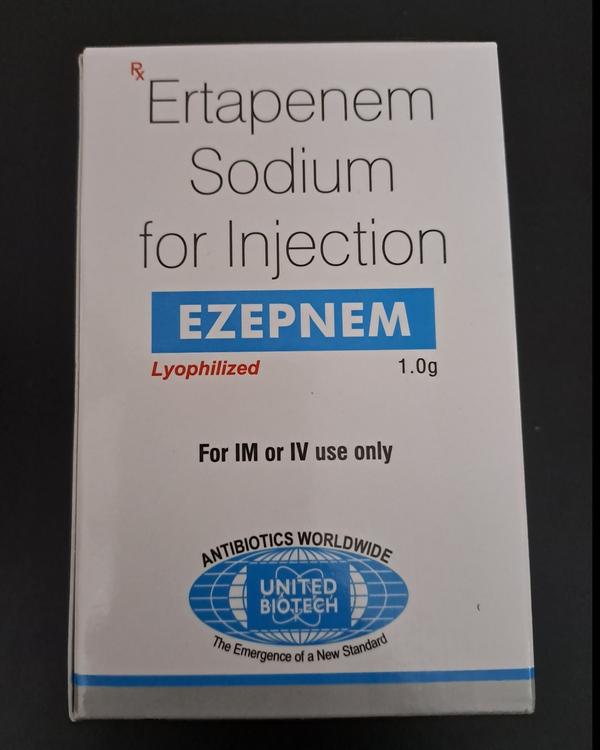 Rx
Ertapenem
Sodium
for Injection
EZEPNEM
Lyophilized 1.0g
For IM or IV use only
ANTIBIOTICS WORLDWIDE
UNITED
BIOTECH
The Emergence of a New Standard